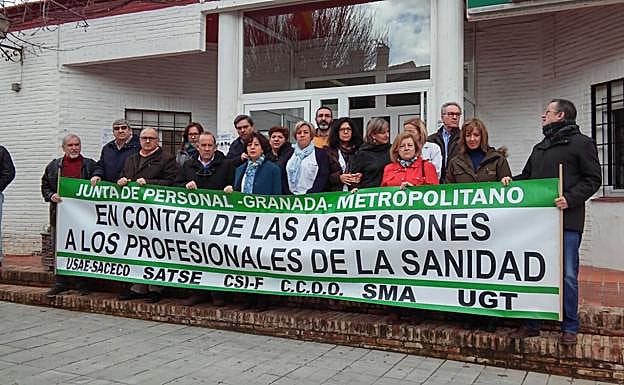 JUNTA DE PERSONAL -GRANADA- METROPOLITANO
EN CONTRA DE LAS AGRESIONES
A LOS PROFESIONALES DE LA SANIDAD
USAE-SACECO SATSE CSI-F C.C.O.O. SMA UGT